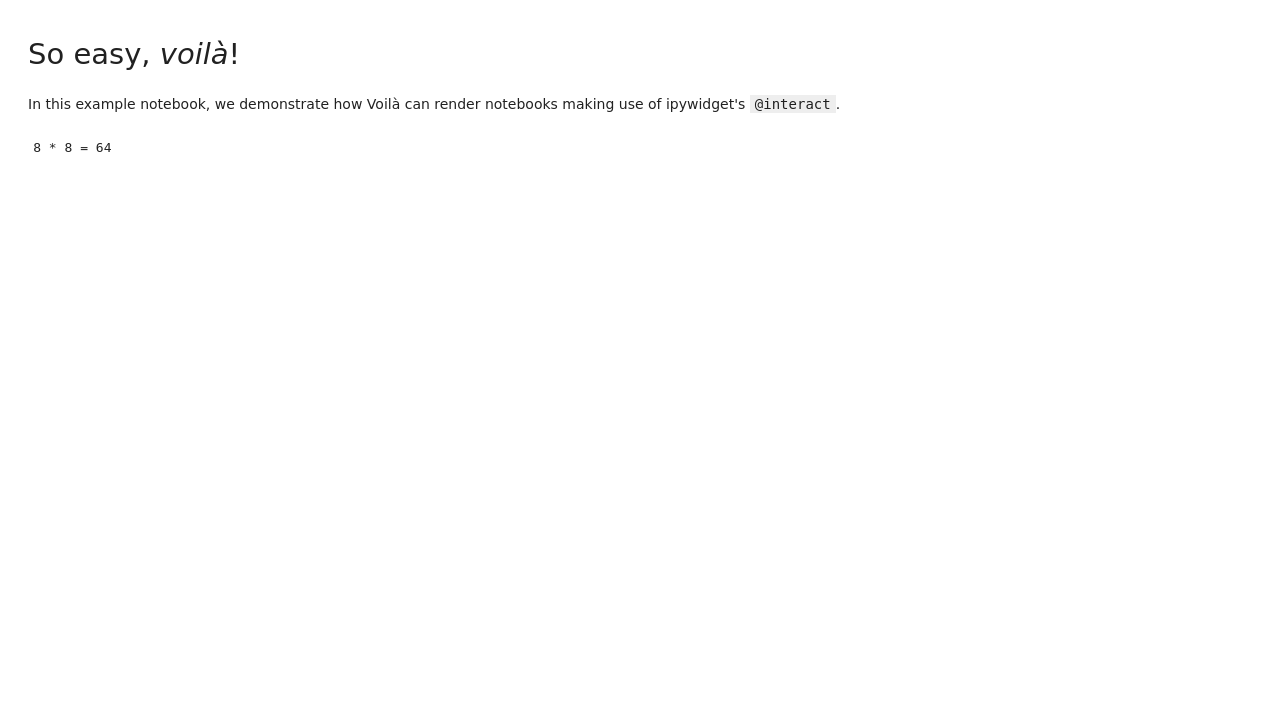 So easy, voilà!
In this example notebook, we demonstrate how Voilà can render notebooks making use of ipywidget's @interact.
8 * 8 = 64